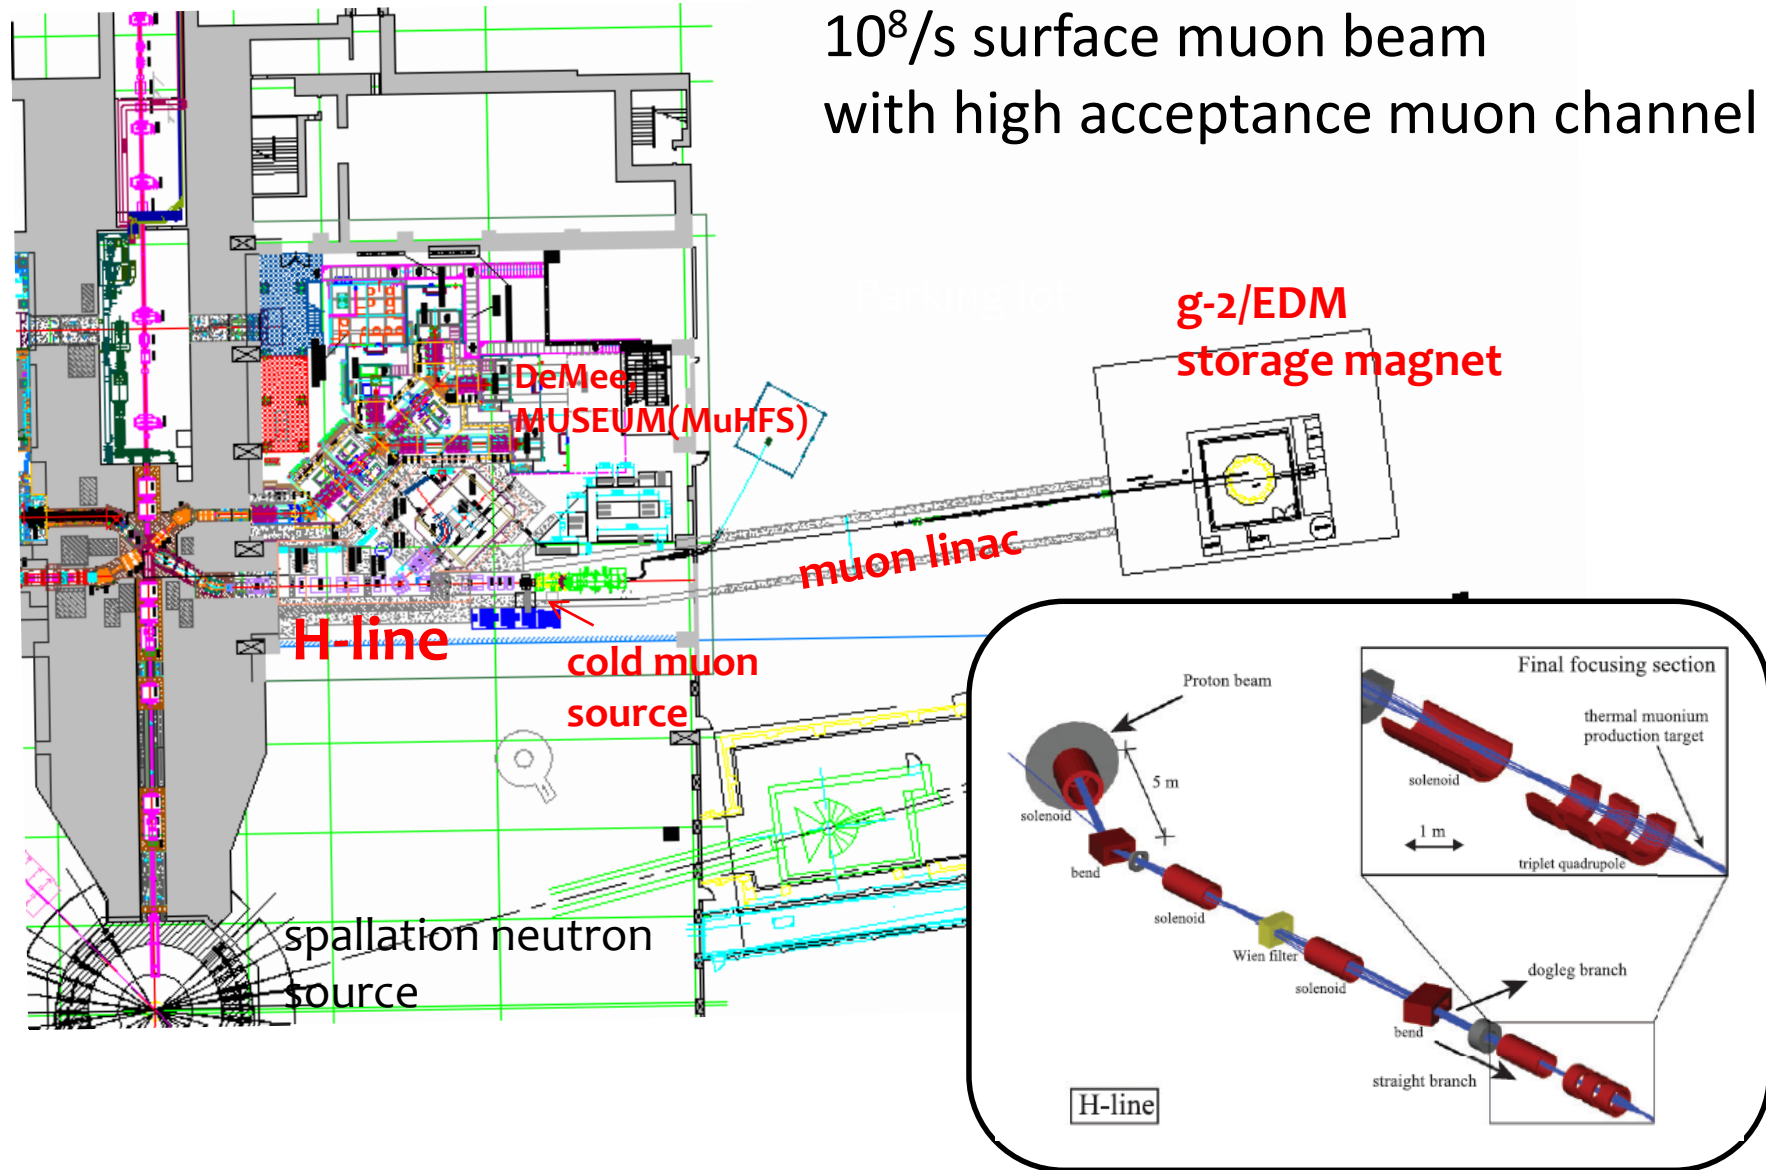 10⁸/s surface muon beam
with high acceptance muon channel
g-2/EDM
storage magnet
DeMee,
MUSEUM(MuHFS)
muon linac
H-line
cold muon
source
spallation neutron
source
Proton beam
5 m
solenoid
bend
solenoid
Wien filter
solenoid
dogleg branch
bend
straight branch
H-line
Final focusing section
thermal muonium
production target
solenoid
1 m
triplet quadrupole